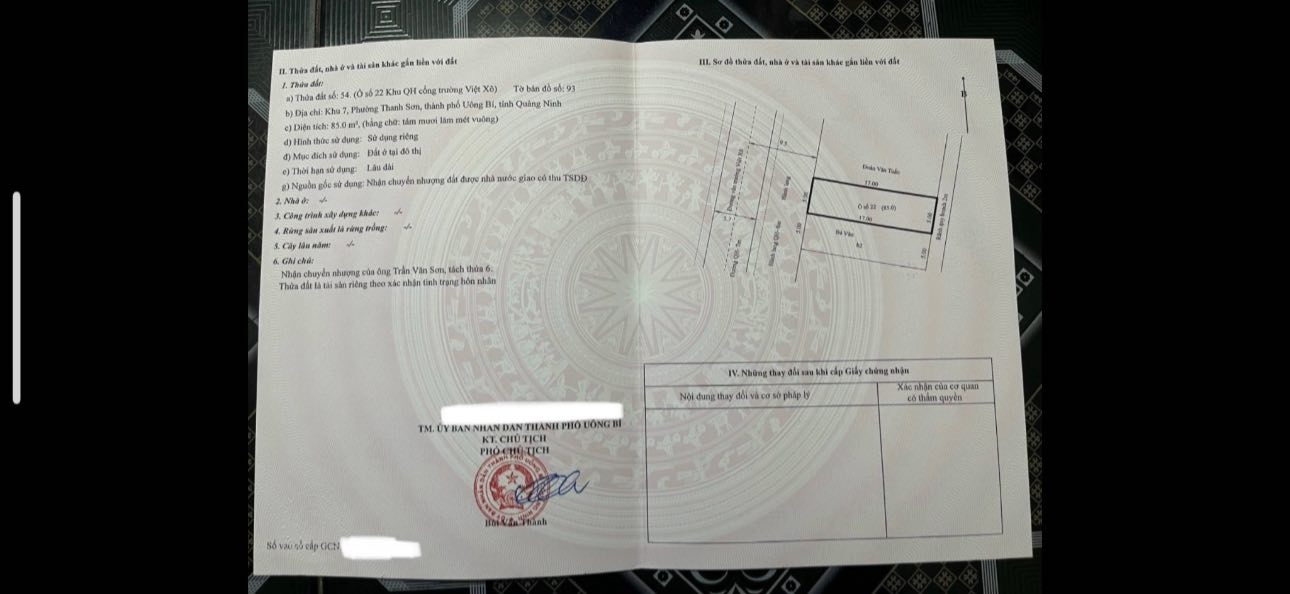 II. Thửa đất, nhà ở và tài sản khác gắn liền với đất
1. Thửa đất:
a) Thửa đất số: 54. (Ô số 22 Khu QH cổng trường Việt Xô) Tờ bản đồ số: 93
b) Địa chỉ: Khu 7, Phường Thanh Sơn, thành phố Uông Bí, tỉnh Quảng Ninh
c) Diện tích: 85.0 m², (bằng chữ: tám mươi lăm mét vuông)
d) Hình thức sử dụng: Sử dụng riêng
đ) Mục đích sử dụng: Đất ở tại đô thị
e) Thời hạn sử dụng: Lâu dài
g) Nguồn gốc sử dụng: Nhận chuyển nhượng đất được nhà nước giao có thu TSDĐ
2. Nhà ở: -/-
3. Công trình xây dựng khác: -/-
4. Rừng sản xuất là rừng trồng: -/-
5. Cây lâu năm: -/-
6. Ghi chú:
Nhận chuyển nhượng của ông Trần Văn Sơn, tách thửa 6.
Thửa đất là tài sản riêng theo xác nhận tình trạng hôn nhân
TM. ỦY BAN NHÂN DÂN THÀNH PHỐ UÔNG BÍ
KT. CHỦ TỊCH
PHÓ CHỦ TỊCH
Bùi Văn Thành
Số vào sổ cấp GCN
III. Sơ đồ thửa đất, nhà ở và tài sản khác gắn liền với đất
B
9.5
Đoàn Văn Tuấn
17.00
5.00
Ô số 22 (85.0)
17.00
5.00
3.7
Bà Vân
h2
5.00
5.00
IV. Những thay đổi sau khi cấp Giấy chứng nhận
Nội dung thay đổi và cơ sở pháp lý
Xác nhận của cơ quan
có thẩm quyền